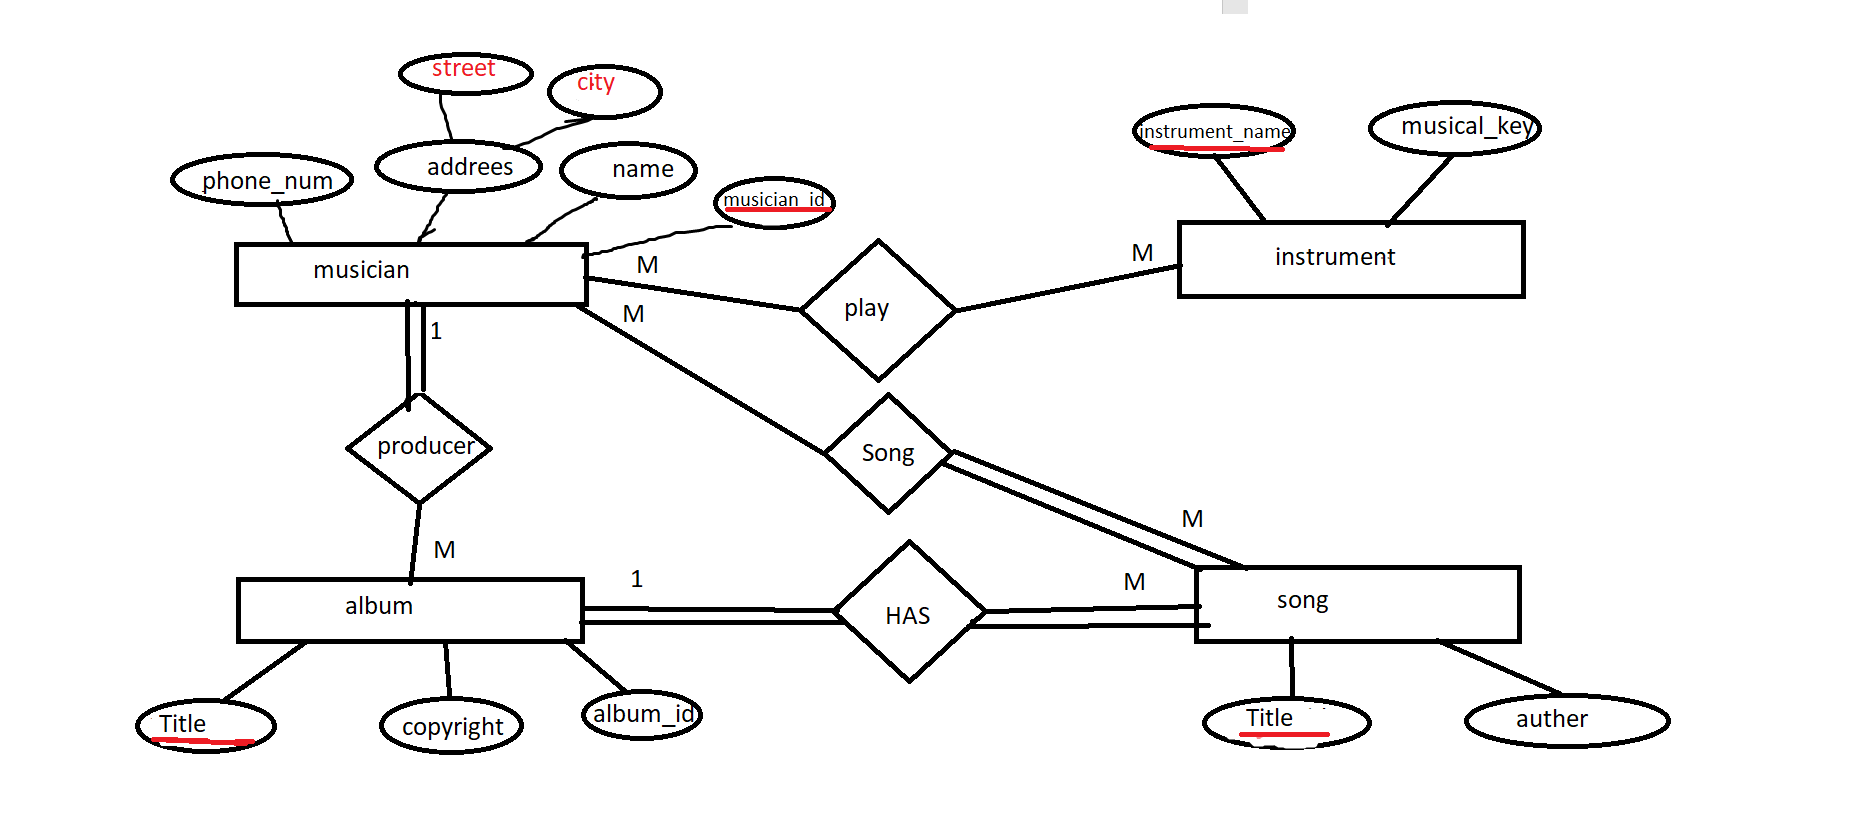 street
city
instrument_name
musical_key
phone_num
addrees
name
musician_id
musician
M
M
instrument
play
M
1
producer
Song
M
M
album
1
HAS
M
song
Title
copyright
album_id
Title
auther